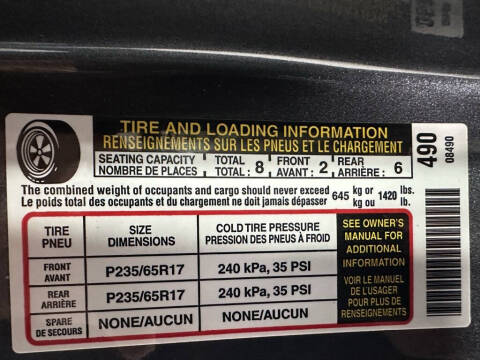 TIRE AND LOADING INFORMATION
RENSEIGNEMENTS SUR LES PNEUS ET LE CHARGEMENT
SEATING CAPACITY TOTAL FRONT REAR
NOMBRE DE PLACES TOTAL : 8 AVANT : 2 ARRIÈRE : 6
The combined weight of occupants and cargo should never exceed 645 kg or 1420 lbs.
Le poids total des occupants et du chargement ne doit jamais dépasser kg ou lb.
TIRE SIZE COLD TIRE PRESSURE
PNEU DIMENSIONS PRESSION DES PNEUS À FROID
FRONT
AVANT P235/65R17 240 kPa, 35 PSI
REAR
ARRIÈRE P235/65R17 240 kPa, 35 PSI
SPARE
DE SECOURS NONE/AUCUN NONE/AUCUN
SEE OWNER'S
MANUAL FOR
ADDITIONAL
INFORMATION
VOIR LE MANUEL
DE L'USAGER
POUR PLUS DE
RENSEIGNEMENTS
490
08490